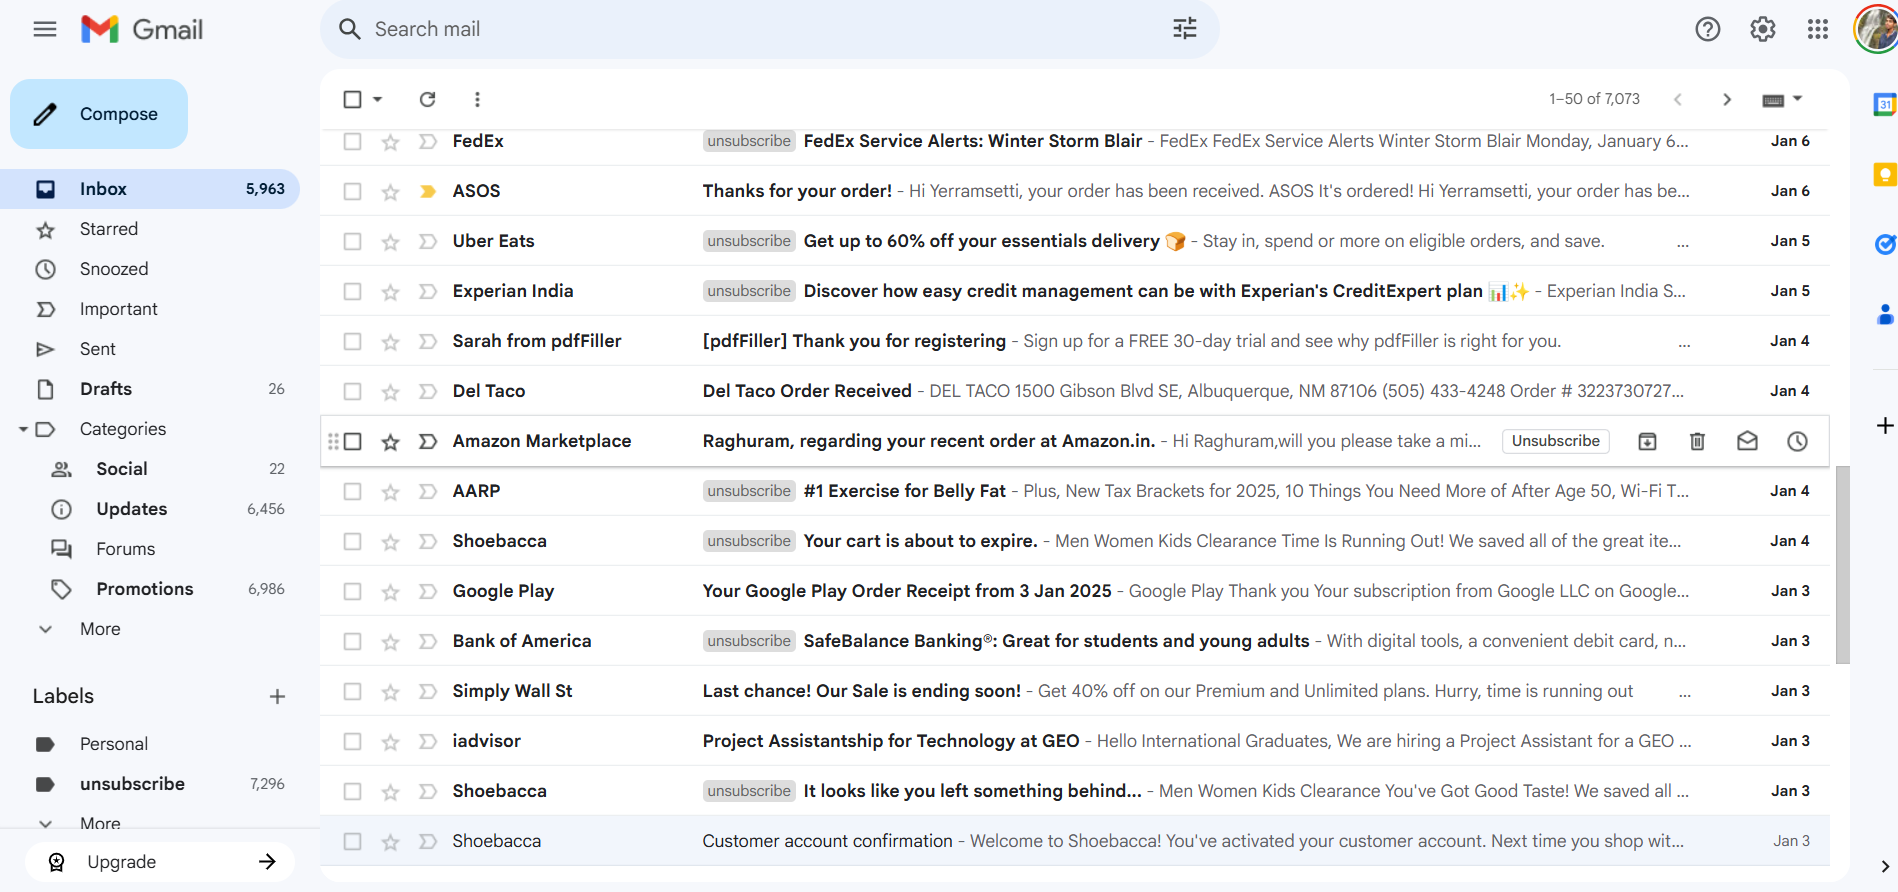 Gmail
Search mail
Compose
Inbox 5,963
Starred
Snoozed
Important
Sent
Drafts 26
Categories
Social 22
Updates 6,456
Forums
Promotions 6,986
More
Labels
Personal
unsubscribe 7,296
More
Upgrade
1–50 of 7,073
FedEx unsubscribe FedEx Service Alerts: Winter Storm Blair - FedEx FedEx Service Alerts Winter Storm Blair Monday, January 6... Jan 6
ASOS Thanks for your order! - Hi Yerramsetti, your order has been received. ASOS It's ordered! Hi Yerramsetti, your order has be... Jan 6
Uber Eats unsubscribe Get up to 60% off your essentials delivery 🍞 - Stay in, spend or more on eligible orders, and save. ... Jan 5
Experian India unsubscribe Discover how easy credit management can be with Experian's CreditExpert plan 📊✨ - Experian India S... Jan 5
Sarah from pdfFiller [pdfFiller] Thank you for registering - Sign up for a FREE 30-day trial and see why pdfFiller is right for you. ... Jan 4
Del Taco Del Taco Order Received - DEL TACO 1500 Gibson Blvd SE, Albuquerque, NM 87106 (505) 433-4248 Order # 3223730727... Jan 4
Amazon Marketplace Raghuram, regarding your recent order at Amazon.in. - Hi Raghuram,will you please take a mi... Unsubscribe
AARP unsubscribe #1 Exercise for Belly Fat - Plus, New Tax Brackets for 2025, 10 Things You Need More of After Age 50, Wi-Fi T... Jan 4
Shoebacca unsubscribe Your cart is about to expire. - Men Women Kids Clearance Time Is Running Out! We saved all of the great ite... Jan 4
Google Play Your Google Play Order Receipt from 3 Jan 2025 - Google Play Thank you Your subscription from Google LLC on Google... Jan 3
Bank of America unsubscribe SafeBalance Banking®: Great for students and young adults - With digital tools, a convenient debit card, n... Jan 3
Simply Wall St Last chance! Our Sale is ending soon! - Get 40% off on our Premium and Unlimited plans. Hurry, time is running out ... Jan 3
iadvisor Project Assistantship for Technology at GEO - Hello International Graduates, We are hiring a Project Assistant for a GEO ... Jan 3
Shoebacca unsubscribe It looks like you left something behind... - Men Women Kids Clearance You've Got Good Taste! We saved all ... Jan 3
Shoebacca Customer account confirmation - Welcome to Shoebacca! You've activated your customer account. Next time you shop wit... Jan 3
31